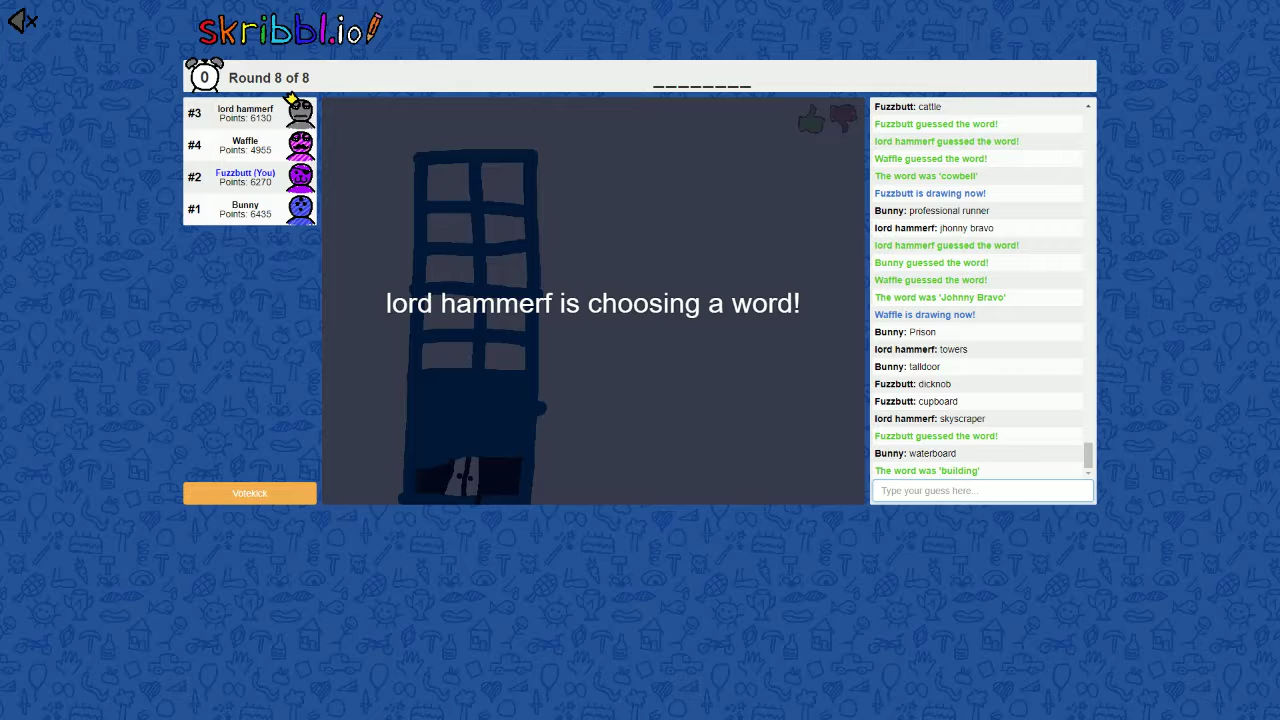 skribbl.io
0
Round 8 of 8
________
#3
lord hammerf
Points: 6130
#4
Waffle
Points: 4955
#2
Fuzzbutt (You)
Points: 6270
#1
Bunny
Points: 6435
Votekick
lord hammerf is choosing a word!
Fuzzbutt: cattle
Fuzzbutt guessed the word!
lord hammerf guessed the word!
Waffle guessed the word!
The word was 'cowbell'
Fuzzbutt is drawing now!
Bunny: professional runner
lord hammerf: jhonny bravo
lord hammerf guessed the word!
Bunny guessed the word!
Waffle guessed the word!
The word was 'Johnny Bravo'
Waffle is drawing now!
Bunny: Prison
lord hammerf: towers
Bunny: talldoor
Fuzzbutt: dicknob
Fuzzbutt: cupboard
lord hammerf: skyscraper
Fuzzbutt guessed the word!
Bunny: waterboard
The word was 'building'
Type your guess here...